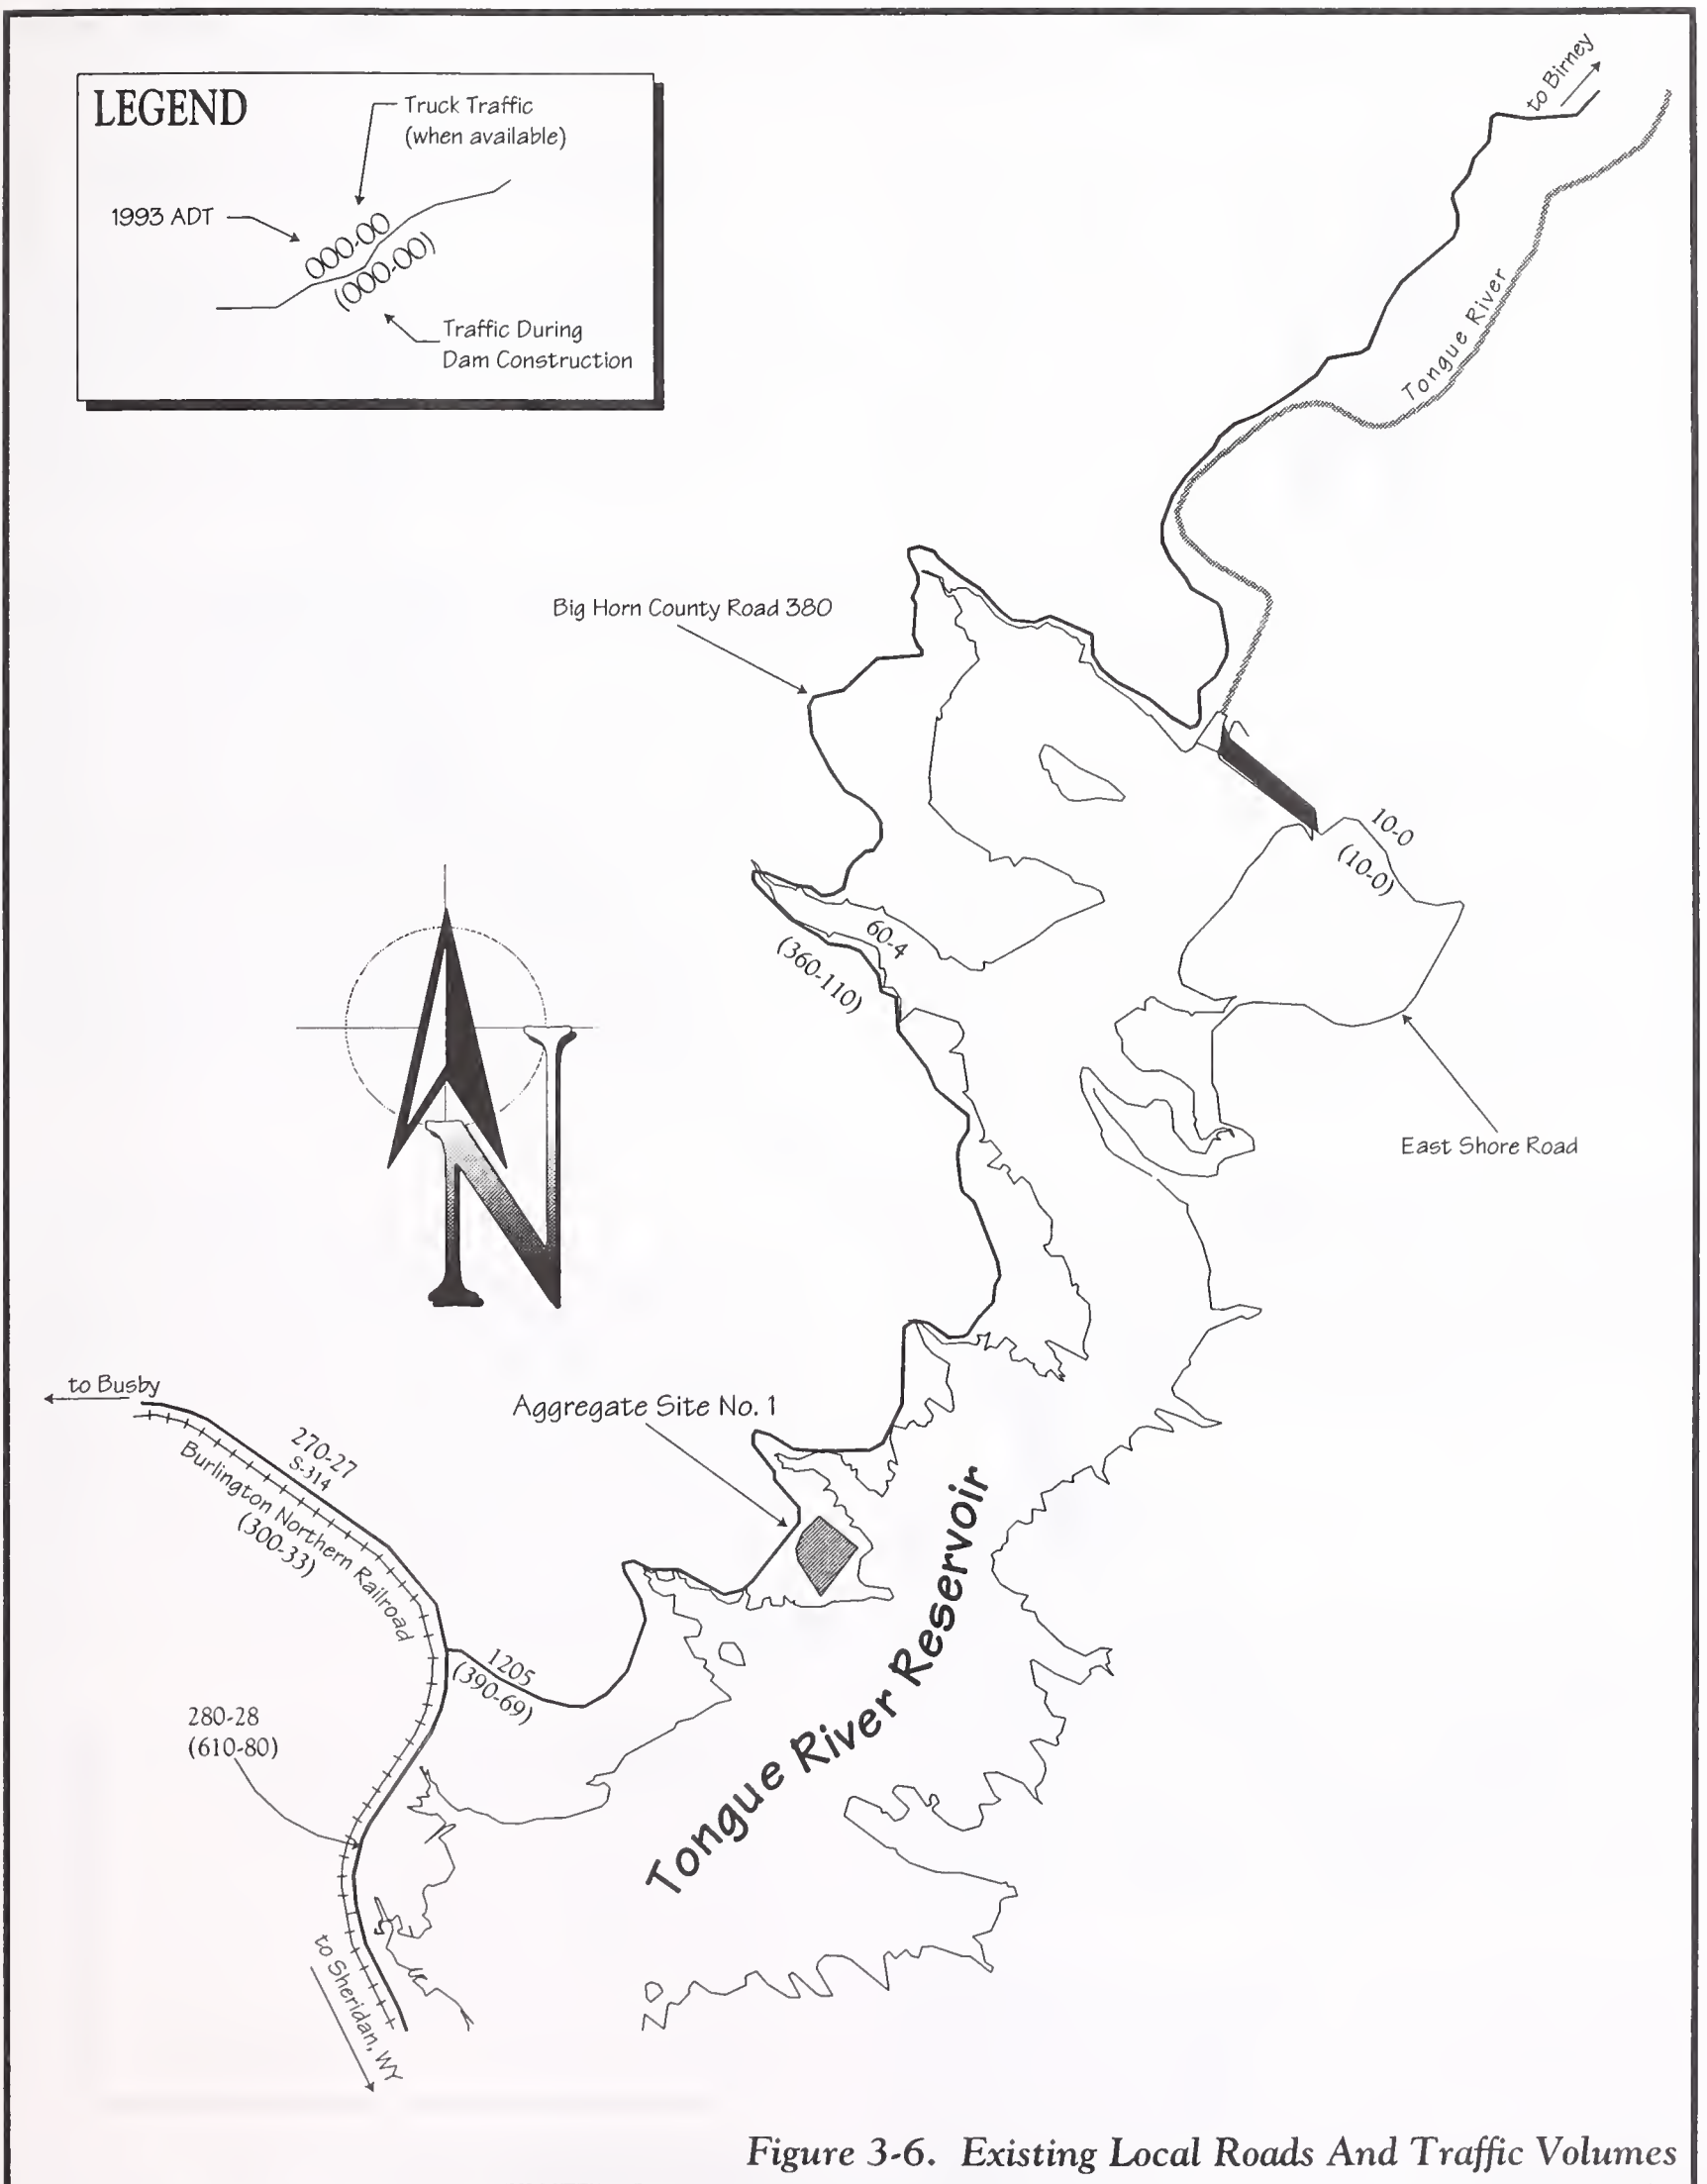 LEGEND
Truck Traffic
(when available)
1993 ADT
000-00
(000-00)
Traffic During
Dam Construction
to Birney
Tongue River
Big Horn County Road 380
10-0
(10-0)
60-4
(360-110)
East Shore Road
N
to Busby
270-27
S-314
Burlington Northern Railroad
(300-33)
Aggregate Site No. 1
1205
(390-69)
280-28
(610-80)
Tongue River Reservoir
to Sheridan, WY
Figure 3-6. Existing Local Roads And Traffic Volumes